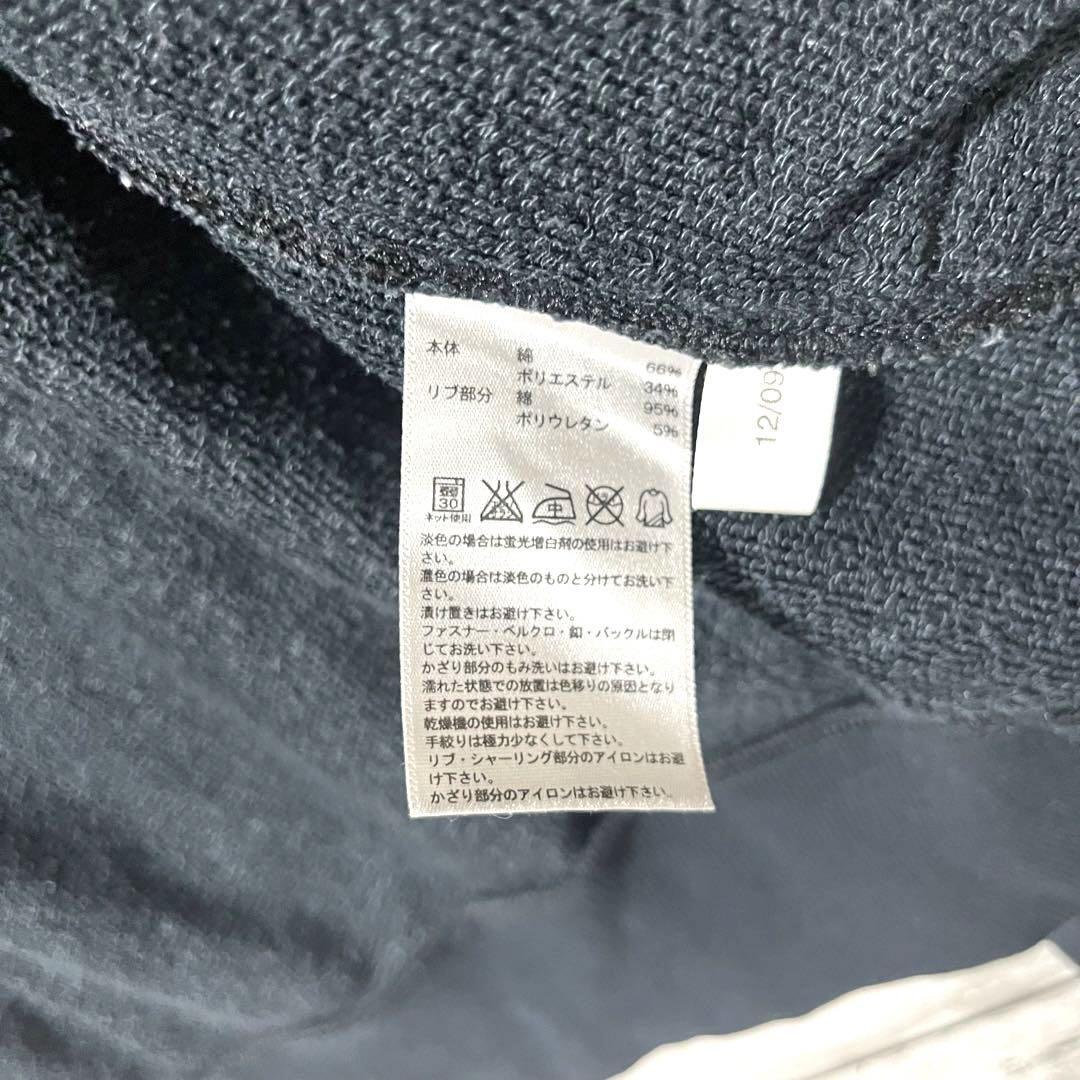 本体 綿 66%
ポリエステル 34%
リブ部分 綿 95%
ポリウレタン 5%
12/09
30 中
ネット使用
淡色の場合は蛍光増白剤の使用はお避け下
さい。
濃色の場合は淡色のものと分けてお洗い下
さい。
漬け置きはお避け下さい。
ファスナー・ベルクロ・釦・バックルは閉
じてお洗い下さい。
かざり部分のもみ洗いはお避け下さい。
濡れた状態での放置は色移りの原因となり
ますのでお避け下さい。
乾燥機の使用はお避け下さい。
手絞りは極力少なくして下さい。
リブ・シャーリング部分のアイロンはお避
け下さい。
かざり部分のアイロンはお避け下さい。